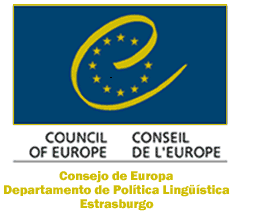 COUNCIL CONSEIL
OF EUROPE DE L'EUROPE
Consejo de Europa
Departamento de Política Lingüística
Estrasburgo